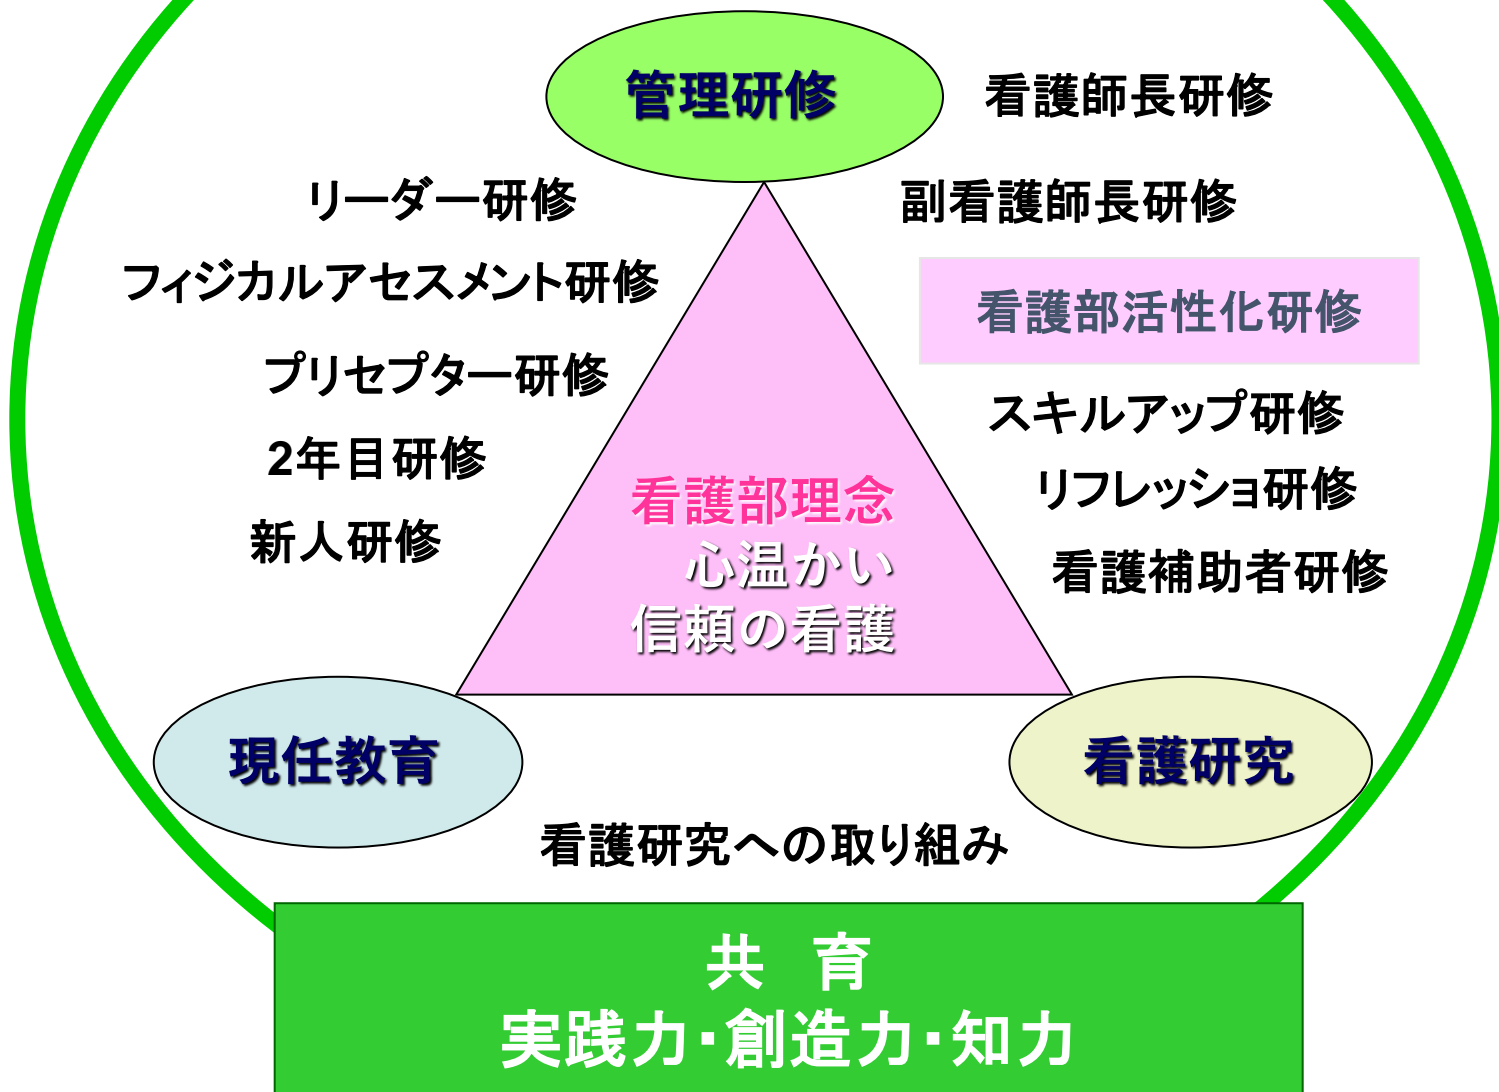 管理研修
看護師長研修
リーダー研修
副看護師長研修
フィジカルアセスメント研修
看護部活性化研修
プリセプター研修
スキルアップ研修
2年目研修
リフレッショ研修
看護部理念
心温かい
信頼の看護
新人研修
看護補助者研修
現任教育
看護研究
看護研究への取り組み
共　育
実践力・創造力・知力